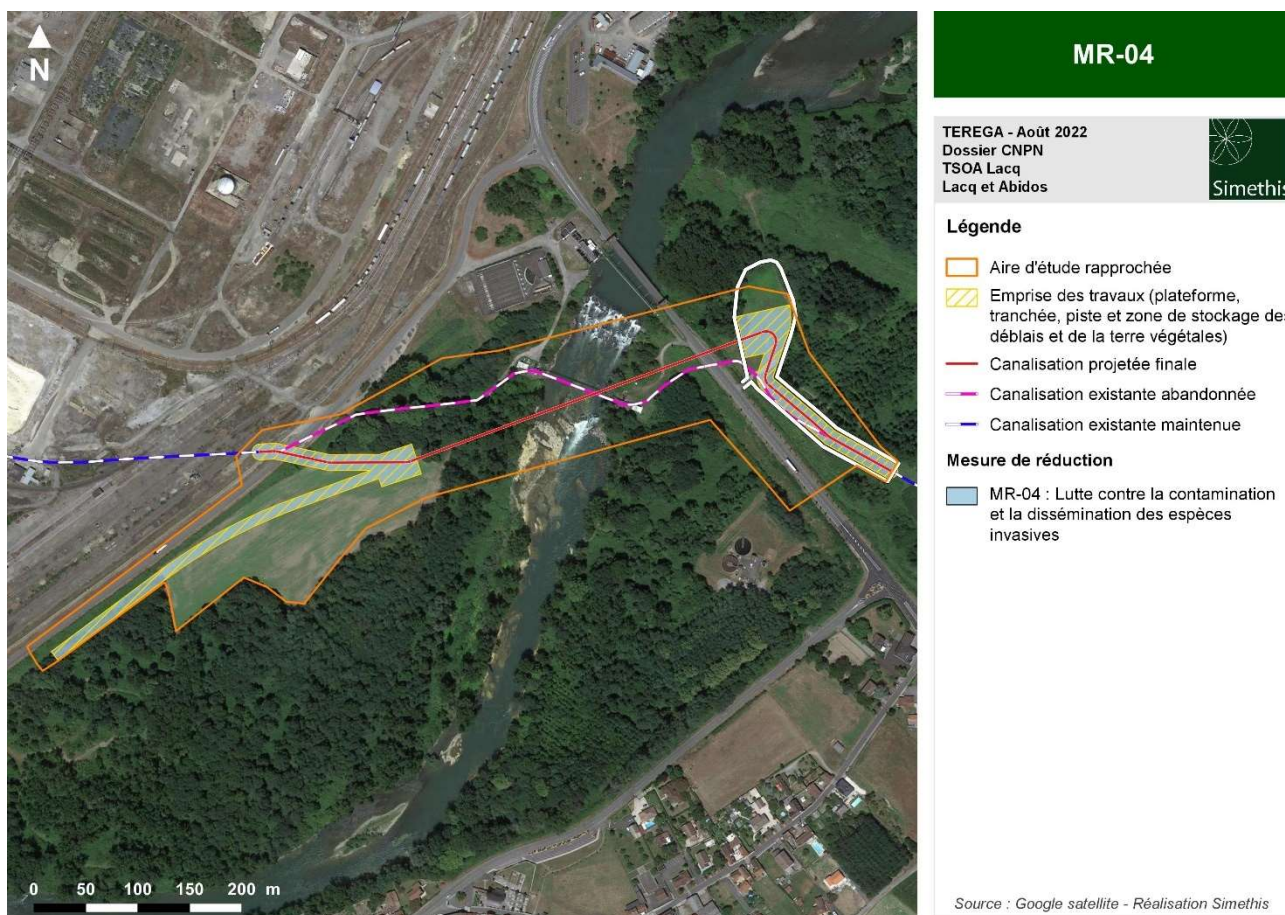 N
0 50 100 150 200 m
MR-04
TEREGA - Août 2022
Dossier CNPN
TSOA Lacq
Lacq et Abidos
Simethis
Légende
Aire d'étude rapprochée
Emprise des travaux (plateforme,
tranchée, piste et zone de stockage des
déblais et de la terre végétales)
Canalisation projetée finale
Canalisation existante abandonnée
Canalisation existante maintenue
Mesure de réduction
MR-04 : Lutte contre la contamination
et la dissémination des espèces
invasives
Source : Google satellite - Réalisation Simethis